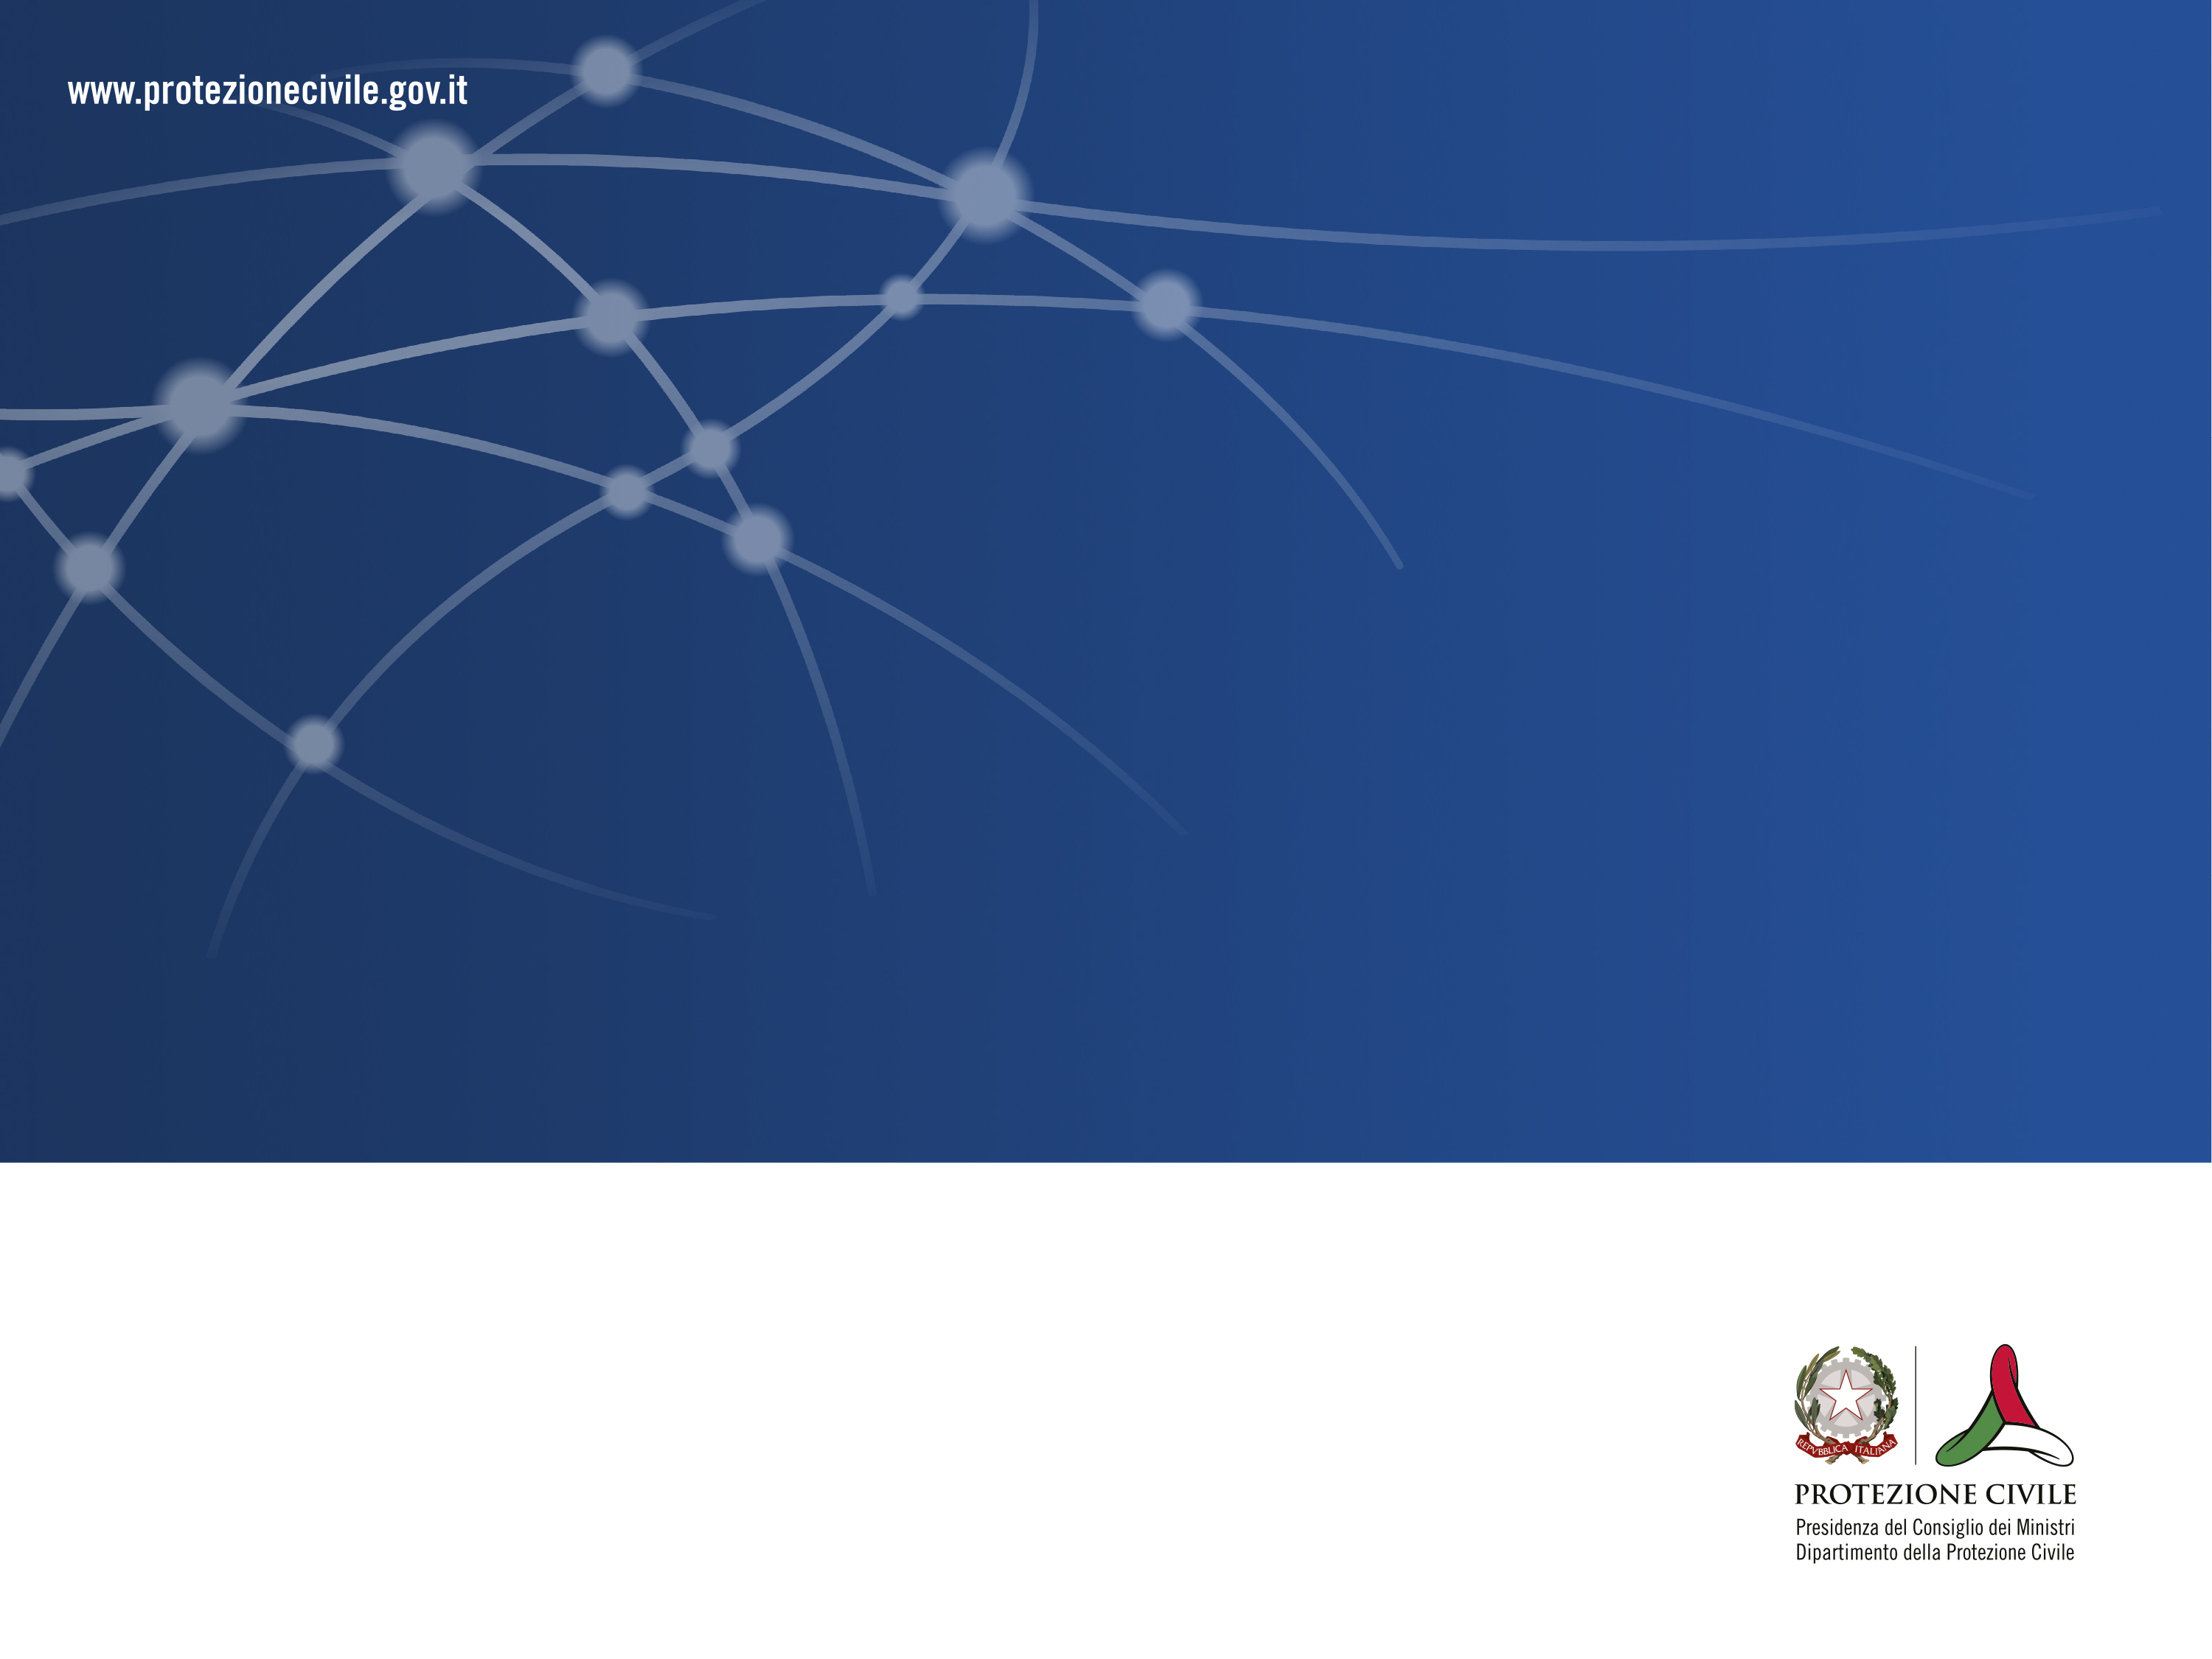 www.protezionecivile.gov.it
REPVBBLICA ITALIANA
PROTEZIONE CIVILE
Presidenza del Consiglio dei Ministri
Dipartimento della Protezione Civile